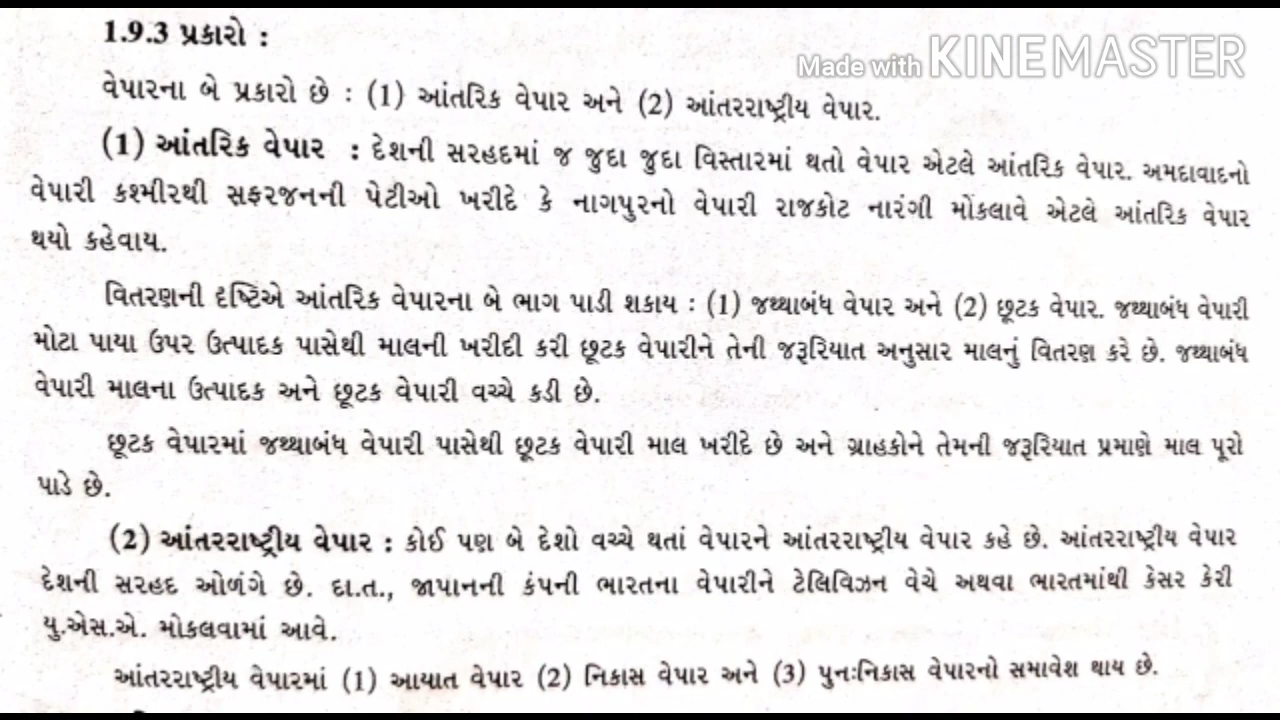 1.9.3 પ્રકારો :
Made with KINEMASTER
વેપારના બે પ્રકારો છે : (1) આંતરિક વેપાર અને (2) આંતરરાષ્ટ્રીય વેપાર.
(1) આંતરિક વેપાર : દેશની સરહદમાં જ જુદા જુદા વિસ્તારમાં થતો વેપાર એટલે આંતરિક વેપાર. અમદાવાદનો
વેપારી કશ્મીરથી સફરજનની પેટીઓ ખરીદે કે નાગપુરનો વેપારી રાજકોટ નારંગી મોંકલાવે એટલે આંતરિક વેપાર
થયો કહેવાય.
વિતરણની દૃષ્ટિએ આંતરિક વેપારના બે ભાગ પાડી શકાય : (1) જથ્થાબંધ વેપાર અને (2) છૂટક વેપાર. જથ્થાબંધ વેપારી
મોટા પાયા ઉપર ઉત્પાદક પાસેથી માલની ખરીદી કરી છૂટક વેપારીને તેની જરૂરિયાત અનુસાર માલનું વિતરણ કરે છે. જથ્થાબંધ
વેપારી માલના ઉત્પાદક અને છૂટક વેપારી વચ્ચે કડી છે.
છૂટક વેપારમાં જથ્થાબંધ વેપારી પાસેથી છૂટક વેપારી માલ ખરીદે છે અને ગ્રાહકોને તેમની જરૂરિયાત પ્રમાણે માલ પૂરો
પાડે છે.
(2) આંતરરાષ્ટ્રીય વેપાર : કોઈ પણ બે દેશો વચ્ચે થતાં વેપારને આંતરરાષ્ટ્રીય વેપાર કહે છે. આંતરરાષ્ટ્રીય વેપાર
દેશની સરહદ ઓળંગે છે. દા.ત., જાપાનની કંપની ભારતના વેપારીને ટેલિવિઝન વેચે અથવા ભારતમાંથી કેસર કેરી
યુ.એસ.એ. મોકલવામાં આવે.
આંતરરાષ્ટ્રીય વેપારમાં (1) આયાત વેપાર (2) નિકાસ વેપાર અને (3) પુનઃનિકાસ વેપારનો સમાવેશ થાય છે.